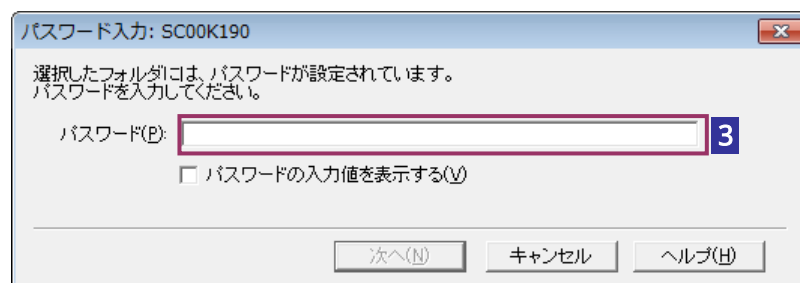 パスワード入力: SC00K190
選択したフォルダには、パスワードが設定されています。
パスワードを入力してください。
パスワード(P):
3
パスワードの入力値を表示する(V)
次へ(N) キャンセル ヘルプ(H)